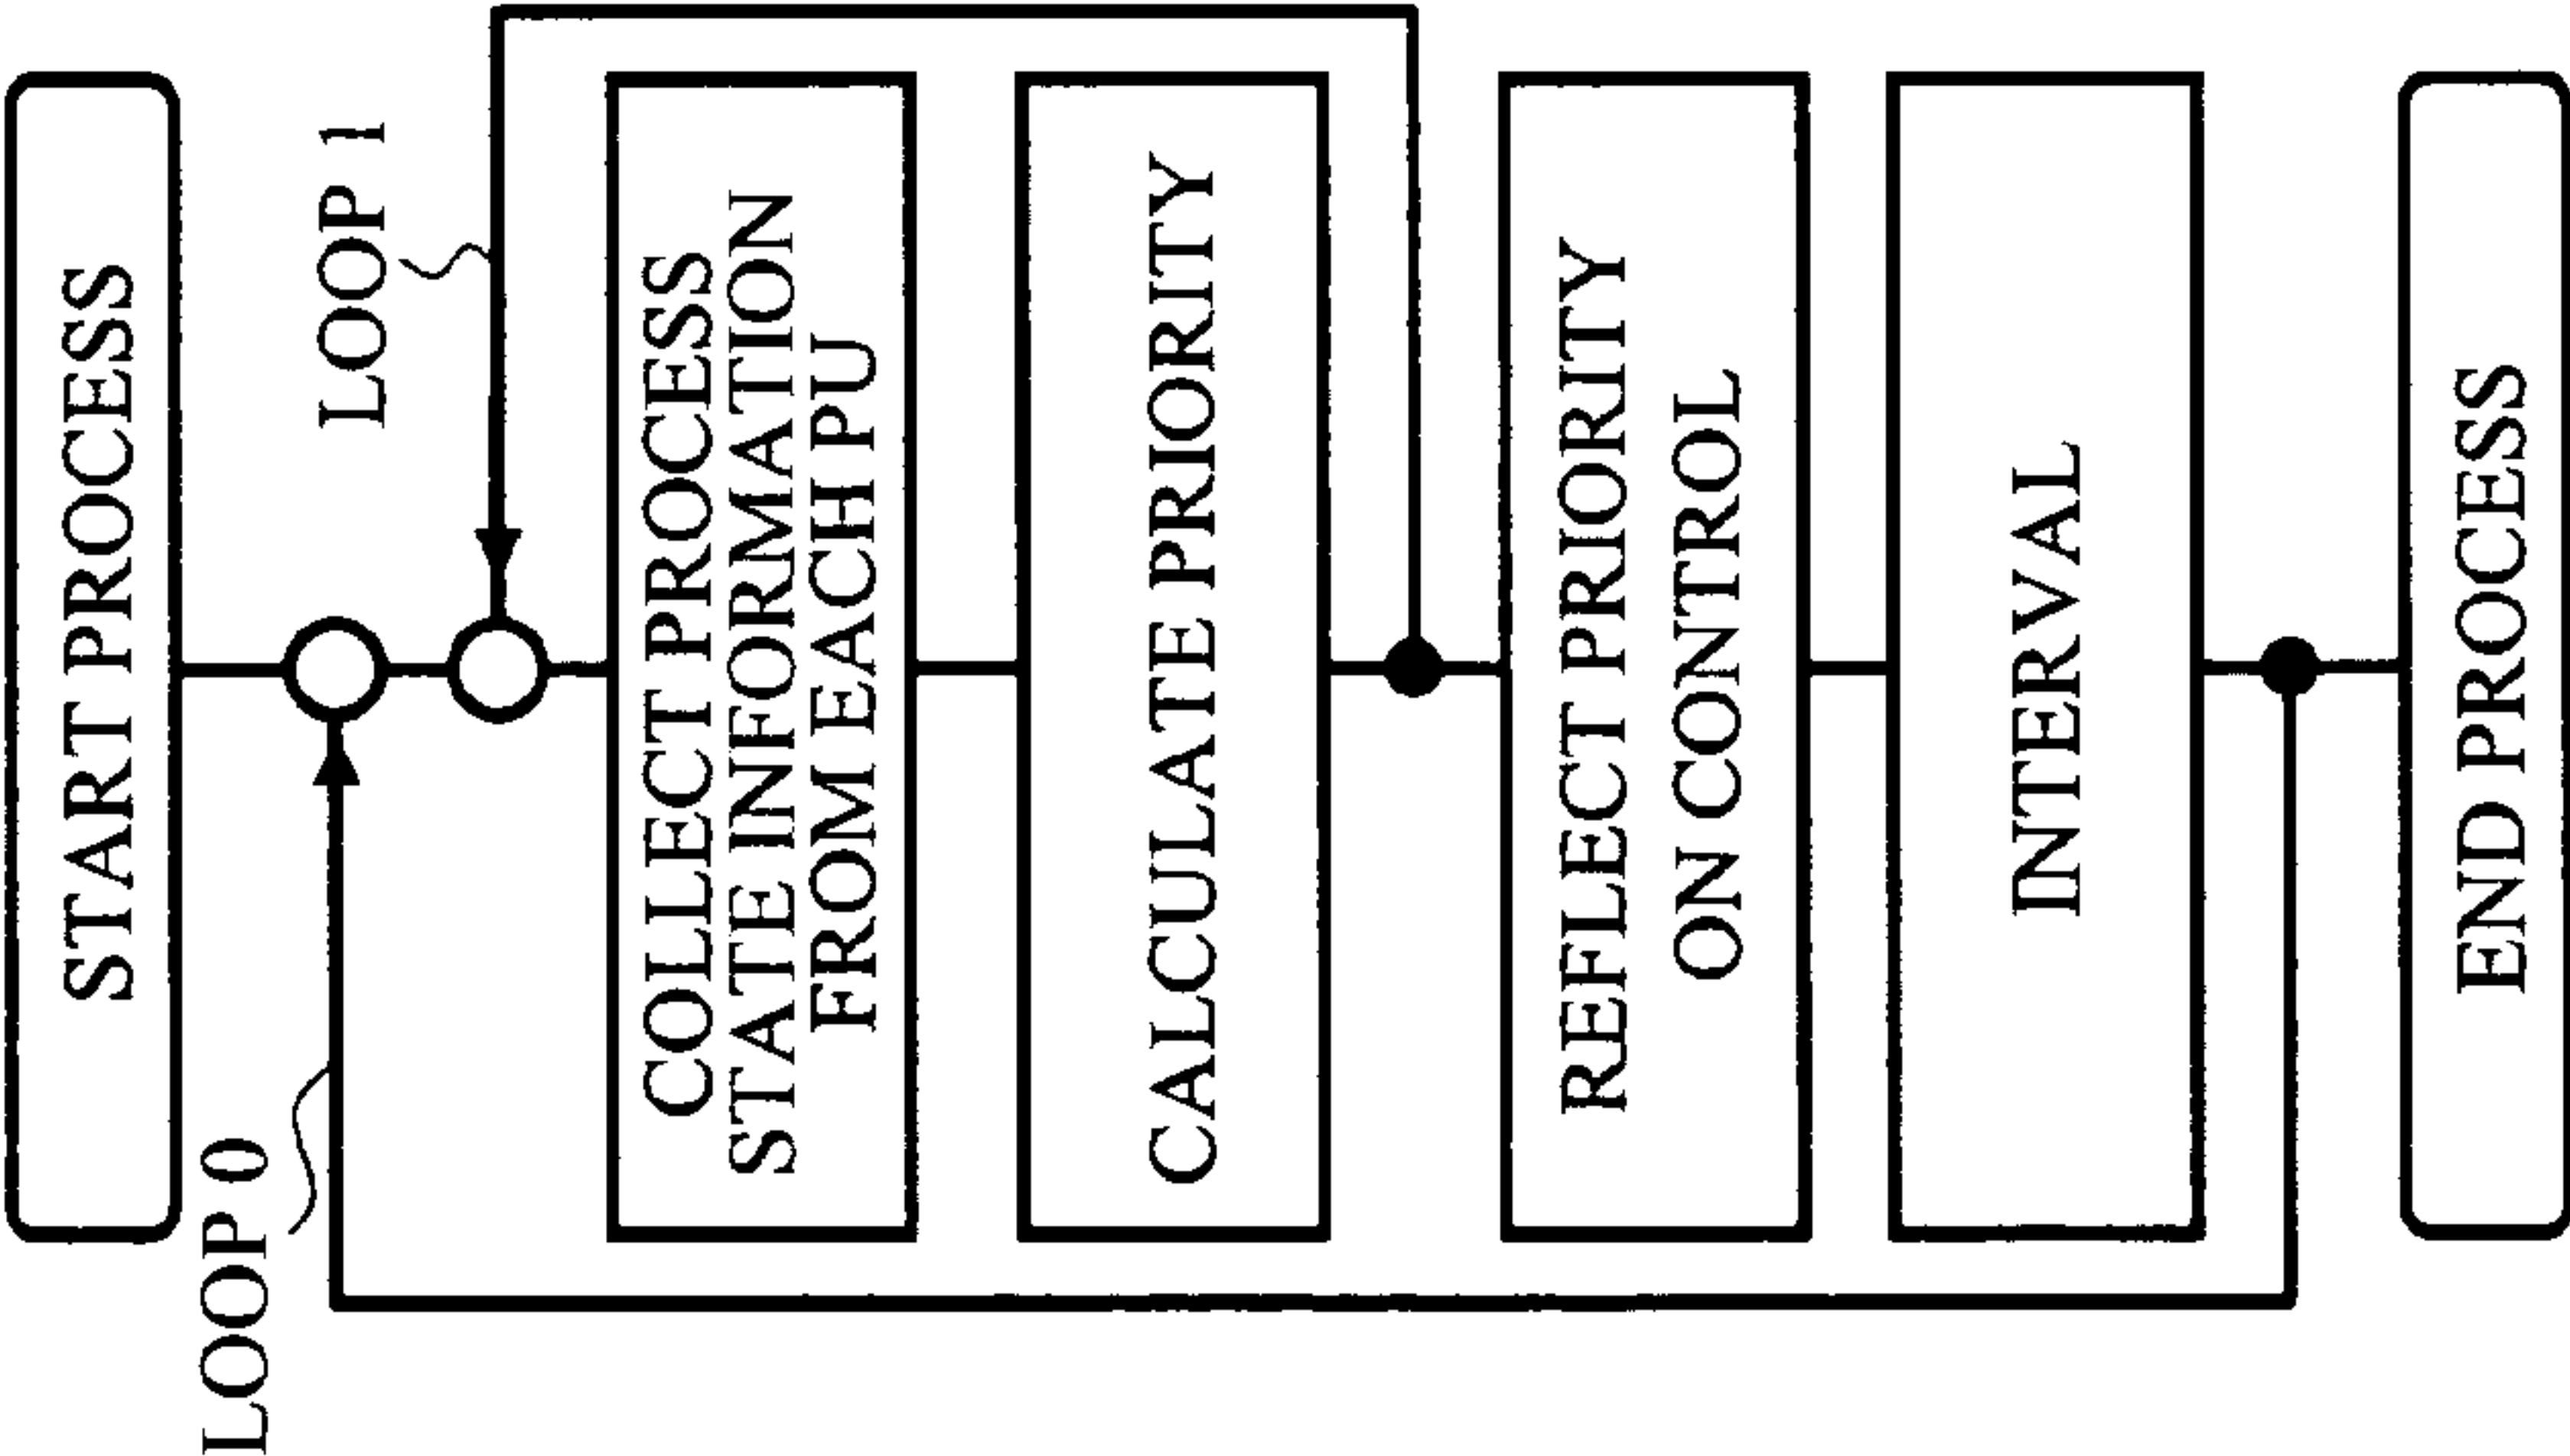 START PROCESS
LOOP 0
LOOP 1
COLLECT PROCESS
STATE INFORMATION
FROM EACH PU
CALCULATE PRIORITY
REFLECT PRIORITY
ON CONTROL
INTERVAL
END PROCESS